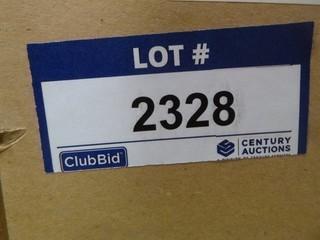 LOT #
2328
ClubBid
CENTURY
AUCTIONS